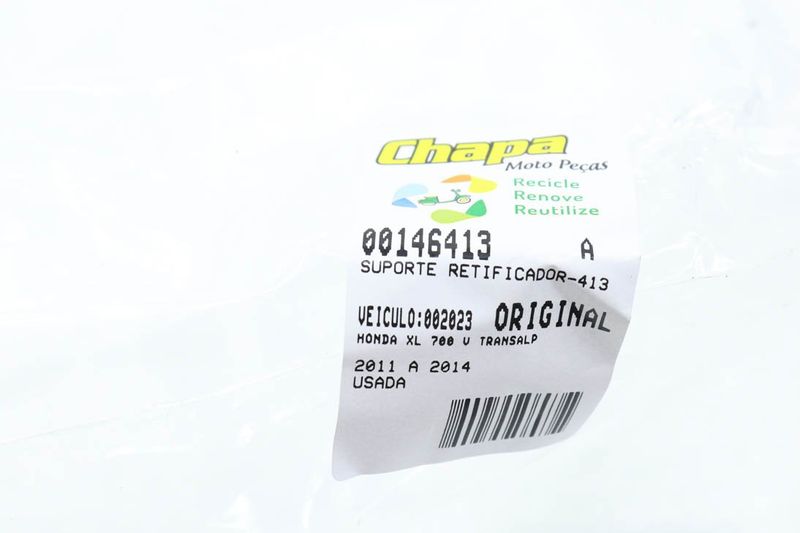 Chapa
Moto Peças
Recicle
Renove
Reutilize
00146413 A
SUPORTE RETIFICADOR-413
VEICULO:002023 ORIGINAL
HONDA XL 700 V TRANSALP
2011 A 2014
USADA